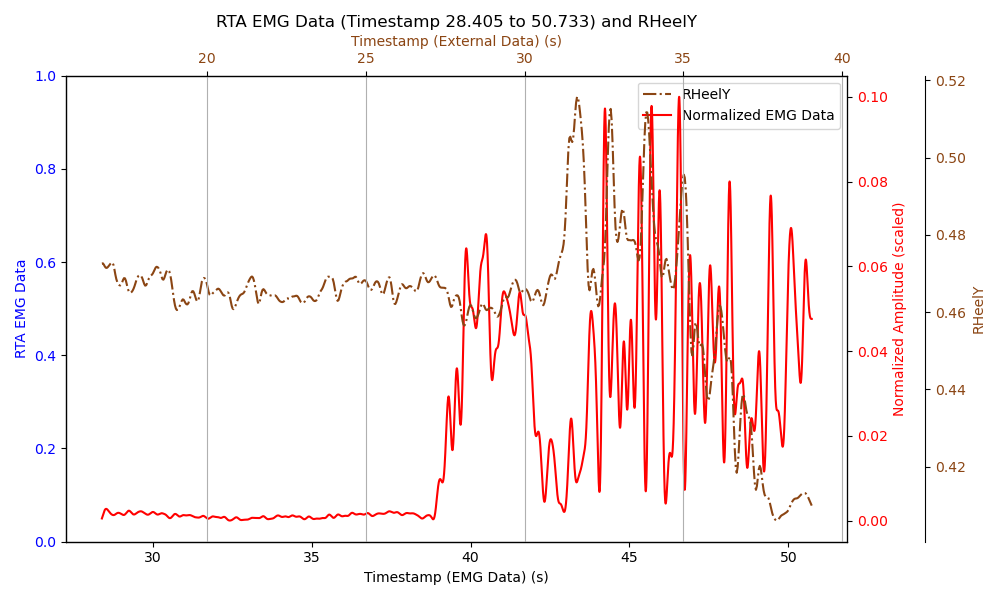 RTA EMG Data (Timestamp 28.405 to 50.733) and RHeelY
Timestamp (External Data) (s)
20 25 30 35 40
1.0
0.8
0.6
0.4
0.2
0.0
RTA EMG Data
RHeelY
Normalized EMG Data
0.10
0.08
0.06
0.04
0.02
0.00
Normalized Amplitude (scaled)
0.52
0.50
0.48
0.46
0.44
0.42
RHeelY
30 35 40 45 50
Timestamp (EMG Data) (s)